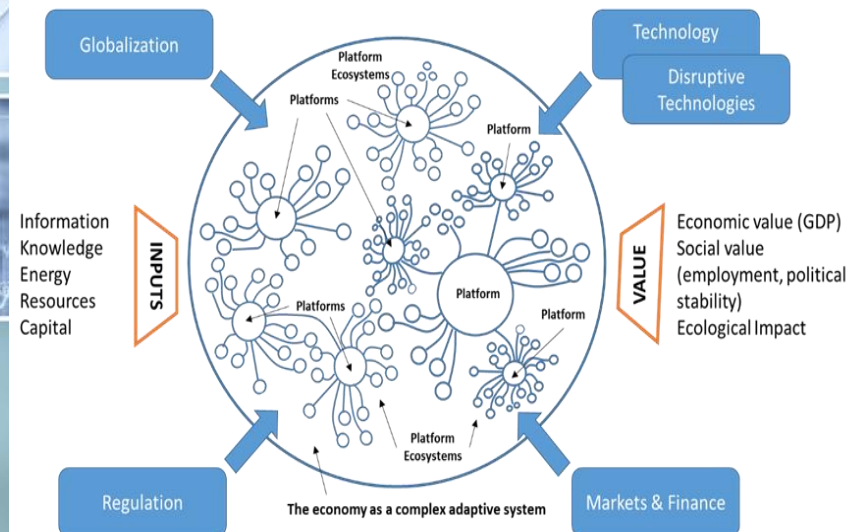 Globalization
Technology
Disruptive
Technologies
Platform
Ecosystems
Platforms
Platform
Information
Knowledge
Energy
Resources
Capital
INPUTS
Platform
Platforms
Platform
VALUE
Economic value (GDP)
Social value
(employment, political
stability)
Ecological Impact
Platform
Ecosystems
Regulation
The economy as a complex adaptive system
Markets & Finance